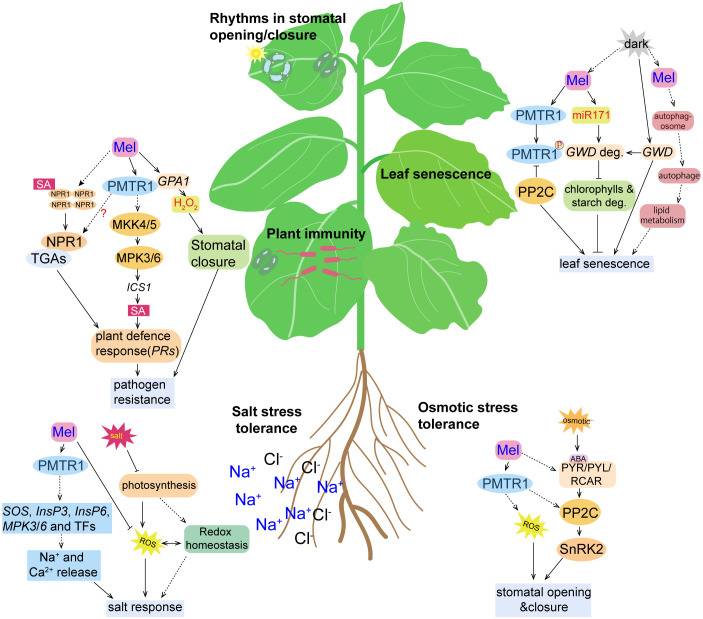 Rhythms in stomatal
opening/closure
dark
Mel
Mel
PMTR1
miR171
autophag-
osome
PMTR1
P
GWD deg.
GWD
PP2C
chlorophylls &
starch deg.
autophage
lipid
metabolism
leaf senescence
Leaf senescence
Plant immunity
Mel
SA
NPR1 NPR1
NPR1 NPR1
PMTR1
GPA1
H₂O₂
?
NPR1
TGAs
MKK4/5
MPK3/6
ICS1
SA
Stomatal
closure
plant defence
response(PRs)
pathogen
resistance
Salt stress
tolerance
Mel
salt
PMTR1
photosynthesis
SOS, InsP3, InsP6,
MPK3/6 and TFs
ROS
Redox
homeostasis
Na⁺ and
Ca²⁺ release
salt response
Cl⁻
Na⁺
Cl⁻
Na⁺
Na⁺
Na⁺
Na⁺
Na⁺
Cl⁻
Cl⁻
Osmotic stress
tolerance
osmotic
Mel
ABA
PYR/PYL/
RCAR
PMTR1
ROS
PP2C
SnRK2
stomatal opening
&closure